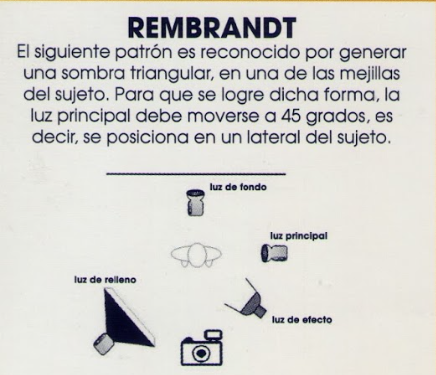 REMBRANDT
El siguiente patrón es reconocido por generar
una sombra triangular, en una de las mejillas
del sujeto. Para que se logre dicha forma, la
luz principal debe moverse a 45 grados, es
decir, se posiciona en un lateral del sujeto.
luz de fondo
luz principal
luz de relleno
luz de efecto